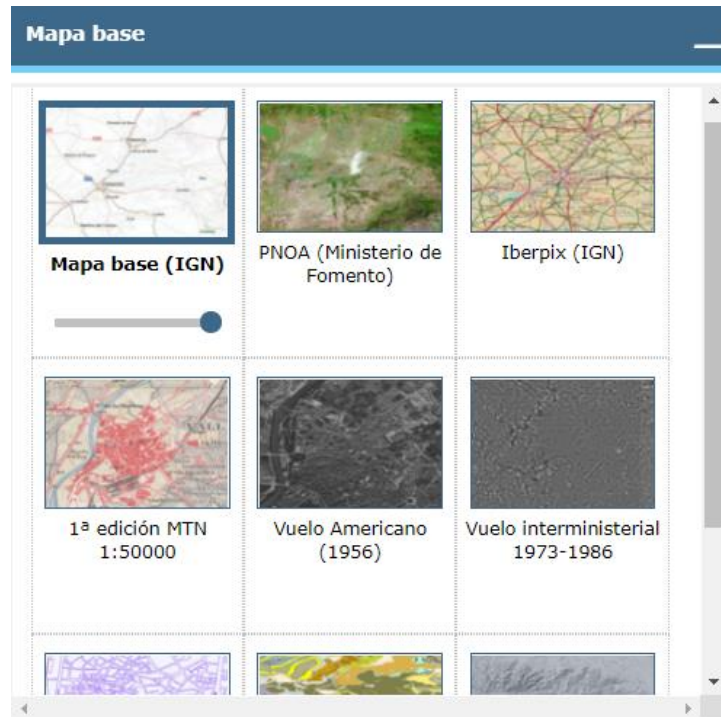 Mapa base
Mapa base (IGN)
PNOA (Ministerio de
Fomento)
Iberpix (IGN)
1ª edición MTN
1:50000
Vuelo Americano
(1956)
Vuelo interministerial
1973-1986